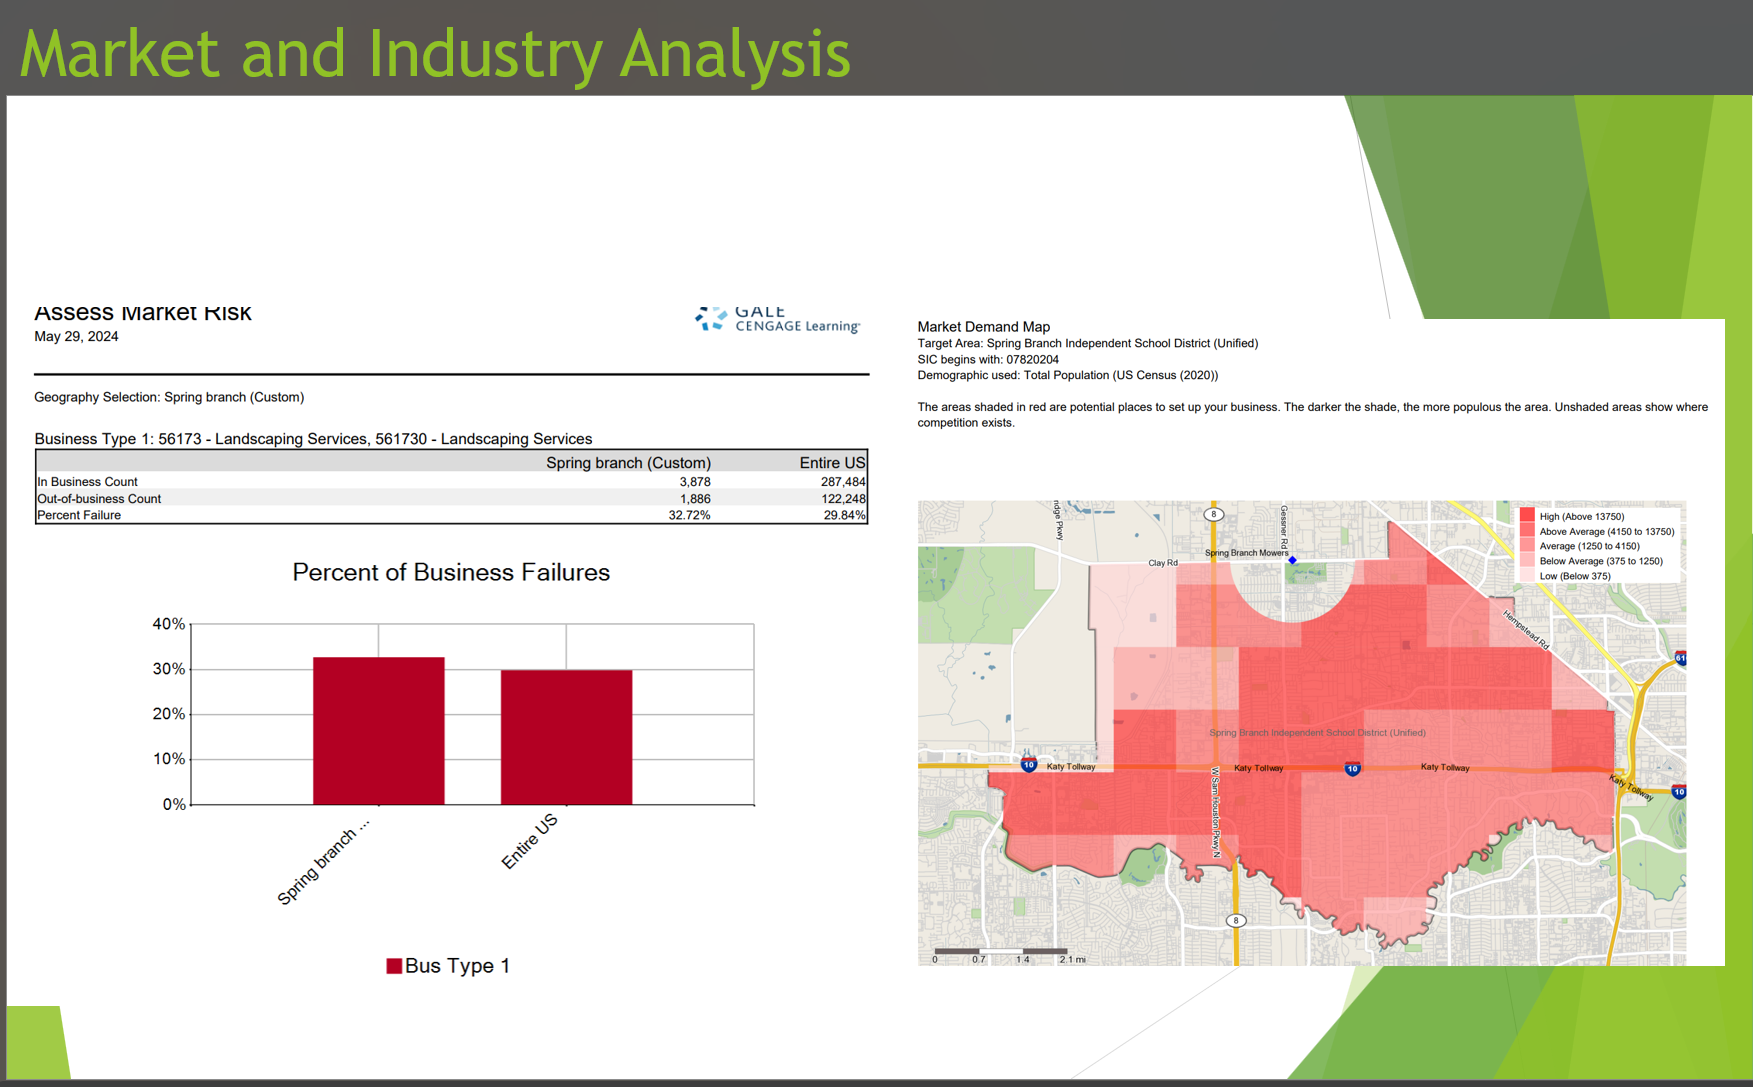 Market and Industry Analysis
Assess Market Risk
May 29, 2024
GALE
CENGAGE Learning
Geography Selection: Spring branch (Custom)
Business Type 1: 56173 - Landscaping Services, 561730 - Landscaping Services
Spring branch (Custom) Entire US
In Business Count 3,878 287,484
Out-of-business Count 1,886 122,248
Percent Failure 32.72% 29.84%
Percent of Business Failures
40%
30%
20%
10%
0%
Spring branch ...
Entire US
Bus Type 1
Market Demand Map
Target Area: Spring Branch Independent School District (Unified)
SIC begins with: 07820204
Demographic used: Total Population (US Census (2020))
The areas shaded in red are potential places to set up your business. The darker the shade, the more populous the area. Unshaded areas show where
competition exists.
High (Above 13750)
Above Average (4150 to 13750)
Average (1250 to 4150)
Below Average (375 to 1250)
Low (Below 375)
Pkwy
8
Gessner Rd
Spring Branch Mowers
Clay Rd
Hempstead Rd
Spring Branch Independent School District (Unified)
10
Katy Tollway
Katy Tollway
10
Katy Tollway
Katy Tollway
10
W Sam Houston Pkwy N
8
0 0.7 1.4 2.1 mi